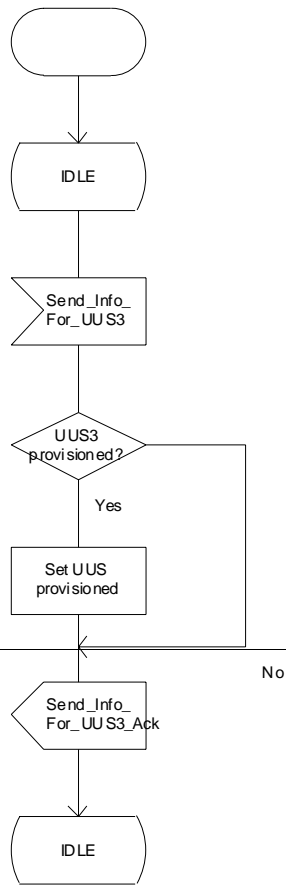 IDLE
Send_Info_
For_UUS3
UUS3
provisioned?
Yes
Set UUS
provisioned
No
Send_Info_
For_UUS3_Ack
IDLE